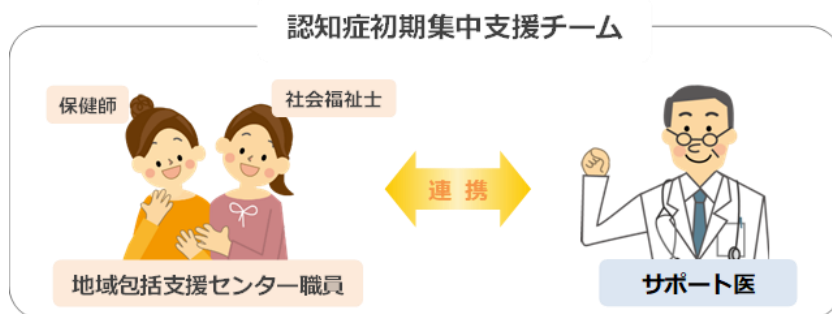 認知症初期集中支援チーム
保健師
社会福祉士
連携
地域包括支援センター職員
サポート医